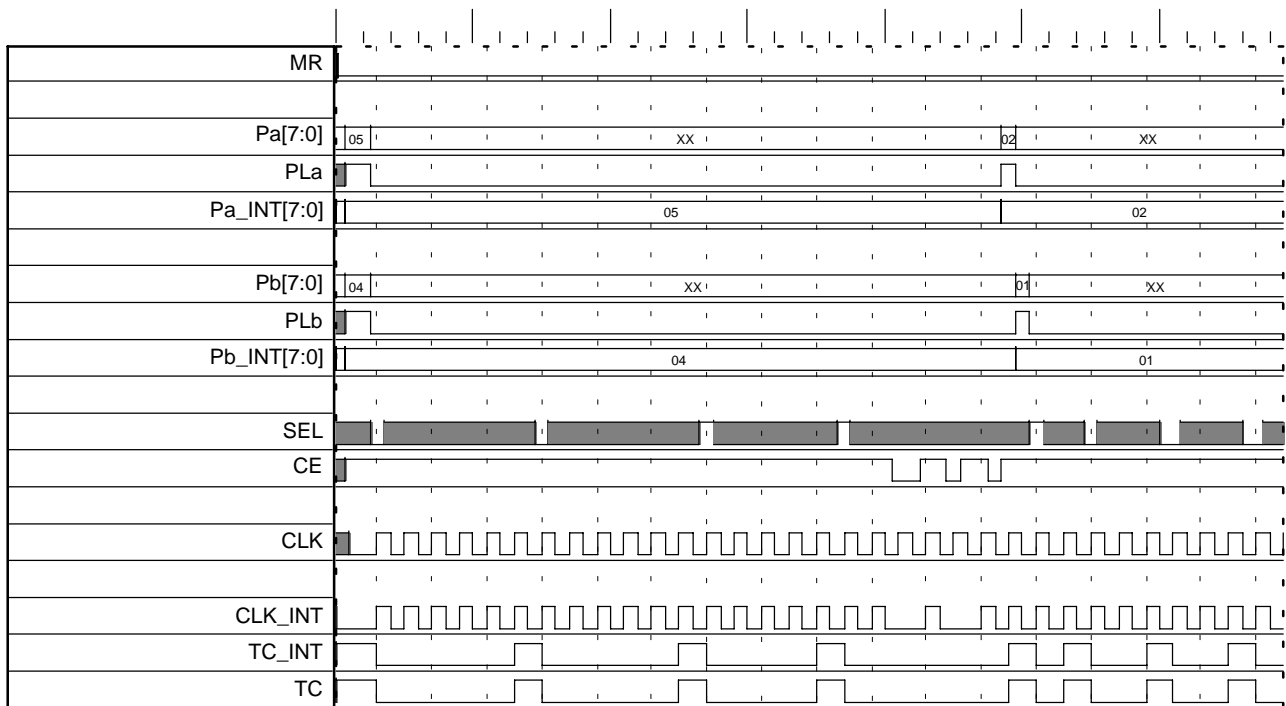 MR
Pa[7:0] 05 XX 02 XX
PLa
Pa_INT[7:0] 05 02
Pb[7:0] 04 XX 01 XX
PLb
Pb_INT[7:0] 04 01
SEL
CE
CLK
CLK_INT
TC_INT
TC